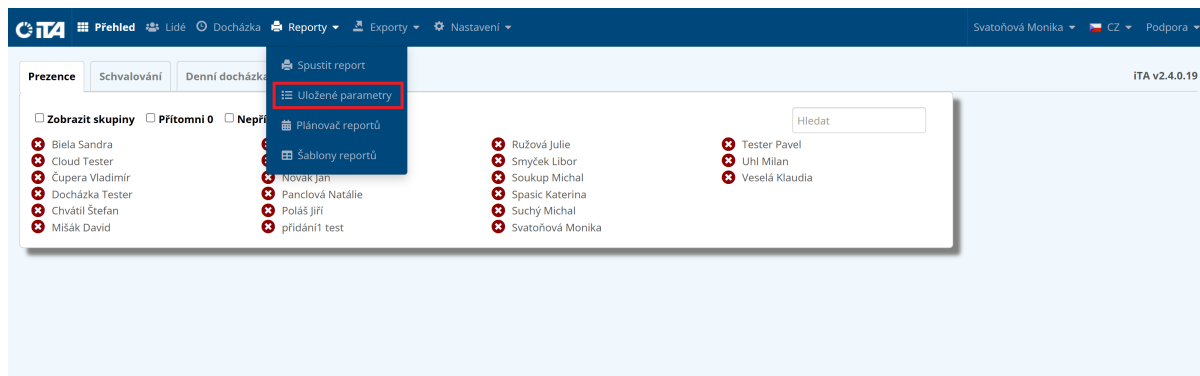 iTA Přehled Lidé Docházka Reporty Exporty Nastavení Svatoňová Monika CZ Podpora
Spustit report
Uložené parametry
Plánovač reportů
Šablony reportů
Prezence Schvalování Denní docházka
iTA v2.4.0.19
Zobrazit skupiny Přítomni 0 Nepří
Hledat
Biela Sandra Ružová Julie Tester Pavel
Cloud Tester Smyček Libor Uhl Milan
Čupera Vladimír Novák Jan Soukup Michal Veselá Klaudia
Docházka Tester Panclová Natálie Spasic Katerina
Chvátil Štefan Poláš Jiří Suchý Michal
Mišák David přidání1 test Svatoňová Monika